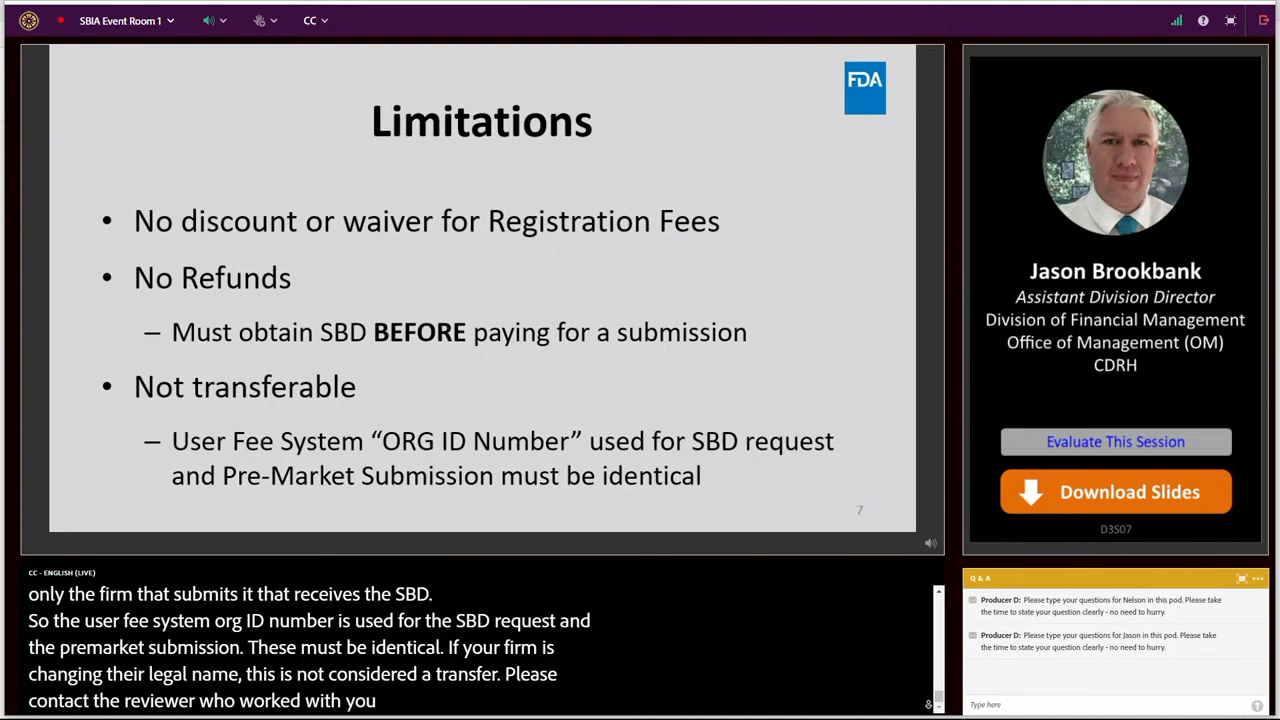 SBIA Event Room 1
CC
FDA
Limitations
• No discount or waiver for Registration Fees
• No Refunds
– Must obtain SBD BEFORE paying for a submission
• Not transferable
– User Fee System “ORG ID Number” used for SBD request
and Pre-Market Submission must be identical
7
Jason Brookbank
Assistant Division Director
Division of Financial Management
Office of Management (OM)
CDRH
Evaluate This Session
Download Slides
D3S07
CC - ENGLISH (LIVE)
only the firm that submits it that receives the SBD.
So the user fee system org ID number is used for the SBD request and
the premarket submission. These must be identical. If your firm is
changing their legal name, this is not considered a transfer. Please
contact the reviewer who worked with you
Q & A
Producer D: Please type your questions for Nelson in this pod. Please take
the time to state your question clearly - no need to hurry.
Producer D: Please type your questions for Jason in this pod. Please take
the time to state your question clearly - no need to hurry.
Type here